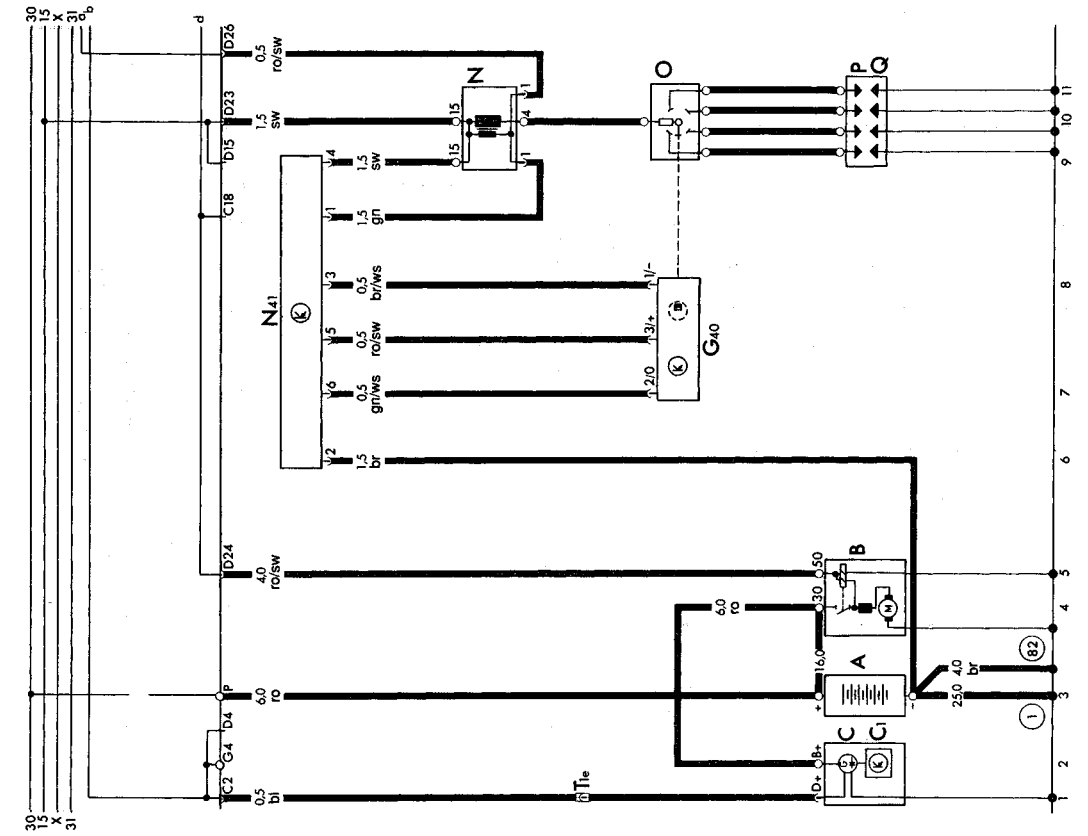 30
15
X
31
a
b
d
D26
0,5
ro/sw
D23
1,5
sw
D15
C18
D24
4,0
ro/sw
P
6,0
ro
D4
G4
C2
0,5
bl
30
15
X
31
N41
K
4
1,5
sw
1
1,5
gn
3
0,5
br/ws
5
0,5
ro/sw
6
0,5
gn/ws
2
1,5
br
N
15
15
1
4
1
O
P
Q
1/-
3/+
2/0
G40
K
T1e
6,0
ro
16,0
50
30
B
M
A
+
-
4,0
br
25,0
82
1
B+
D+
C
C1
G
K
11
10
9
8
7
6
5
4
3
2
1